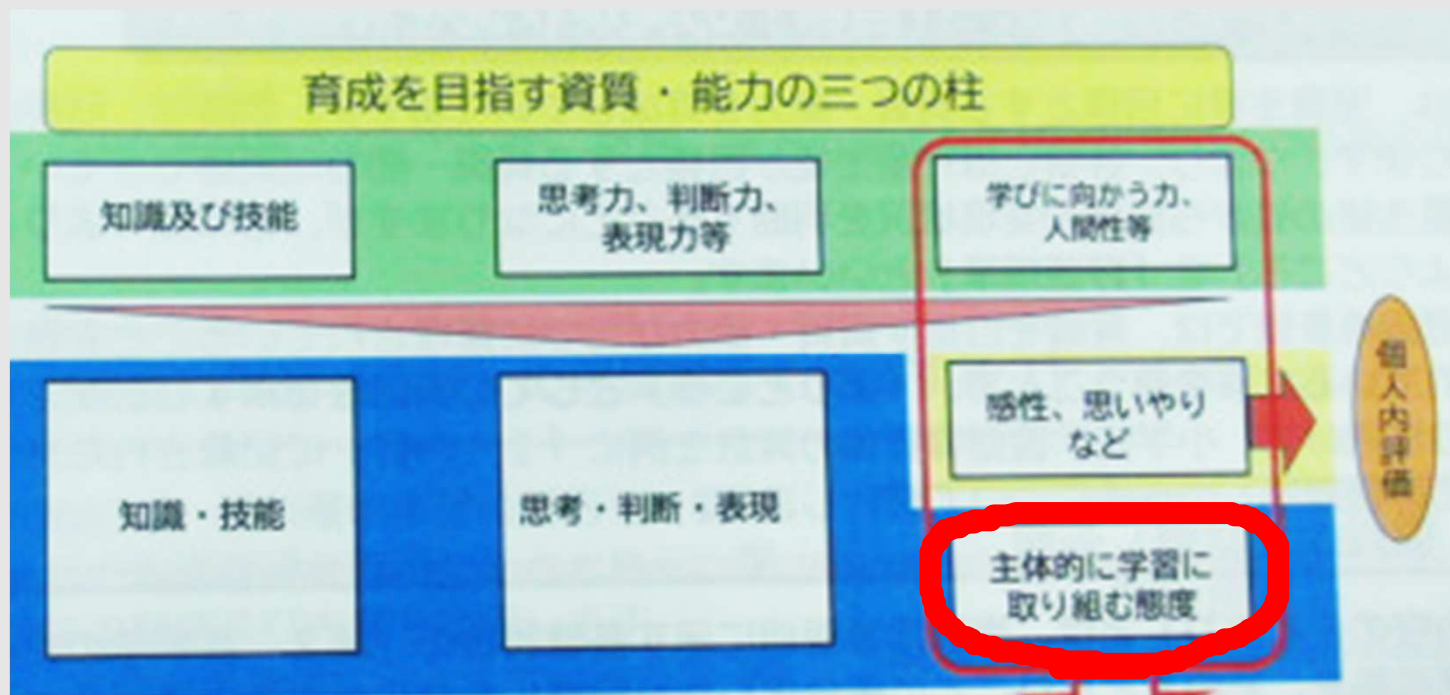 育成を目指す資質・能力の三つの柱
知識及び技能
思考力、判断力、
表現力等
学びに向かう力、
人間性等
感性、思いやり
など
個人内評価
知識・技能
思考・判断・表現
主体的に学習に
取り組む態度